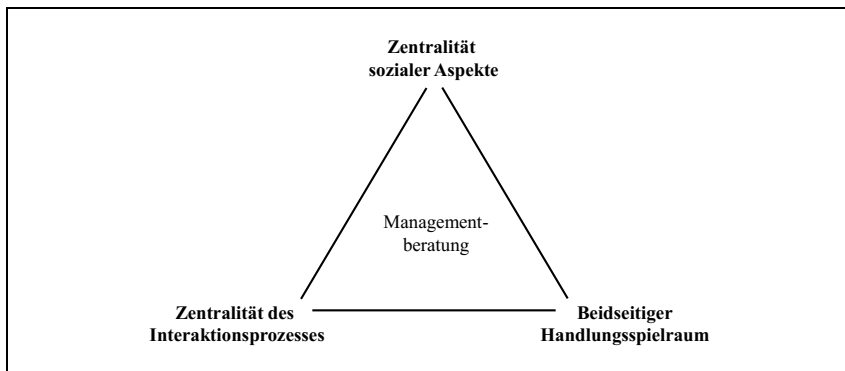 Zentralität
sozialer Aspekte
Management-
beratung
Zentralität des
Interaktionsprozesses
Beidseitiger
Handlungsspielraum